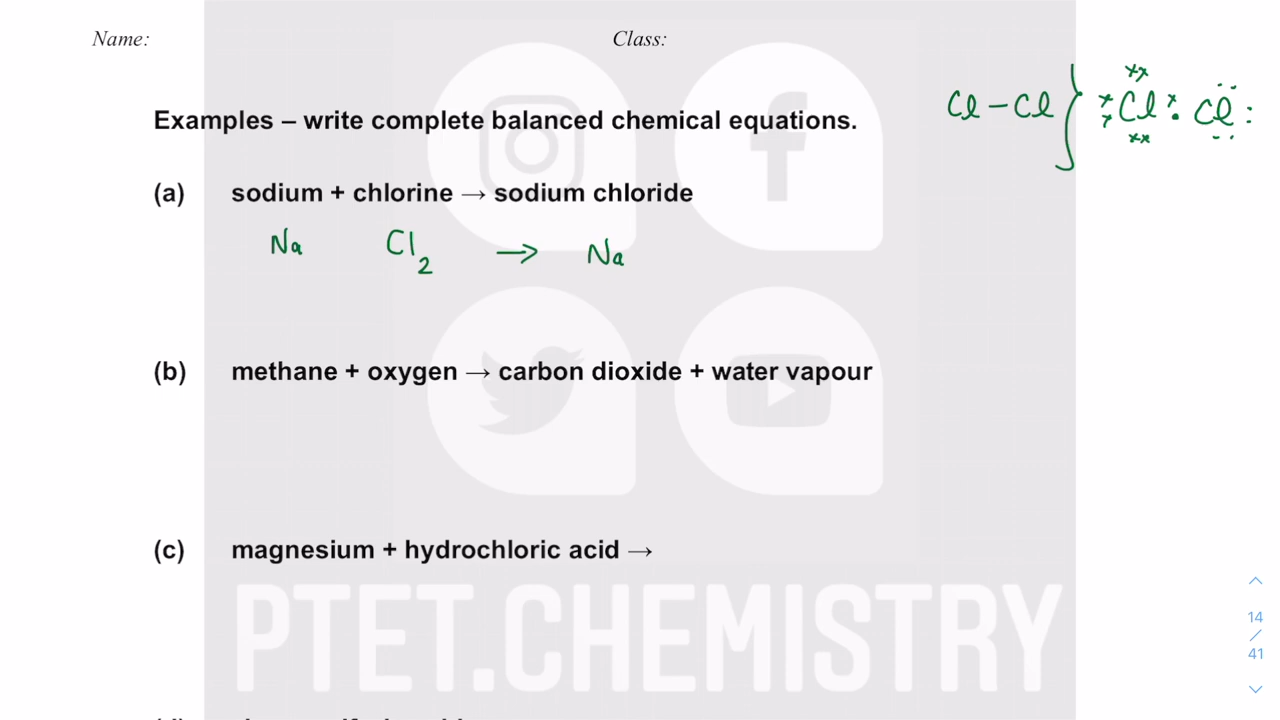 Name: Class:
Cl – Cl } Cl Cl
Examples – write complete balanced chemical equations.
(a) sodium + chlorine → sodium chloride
Na Cl₂ → Na
(b) methane + oxygen → carbon dioxide + water vapour
(c) magnesium + hydrochloric acid →
PTET.CHEMISTRY
14
/
41